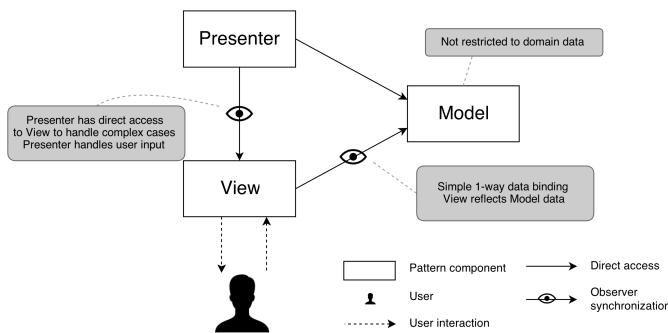 Presenter
Not restricted to domain data
Model
Presenter has direct access
to View to handle complex cases
Presenter handles user input
View
Simple 1-way data binding
View reflects Model data
Pattern component
Direct access
User
Observer
synchronization
User interaction